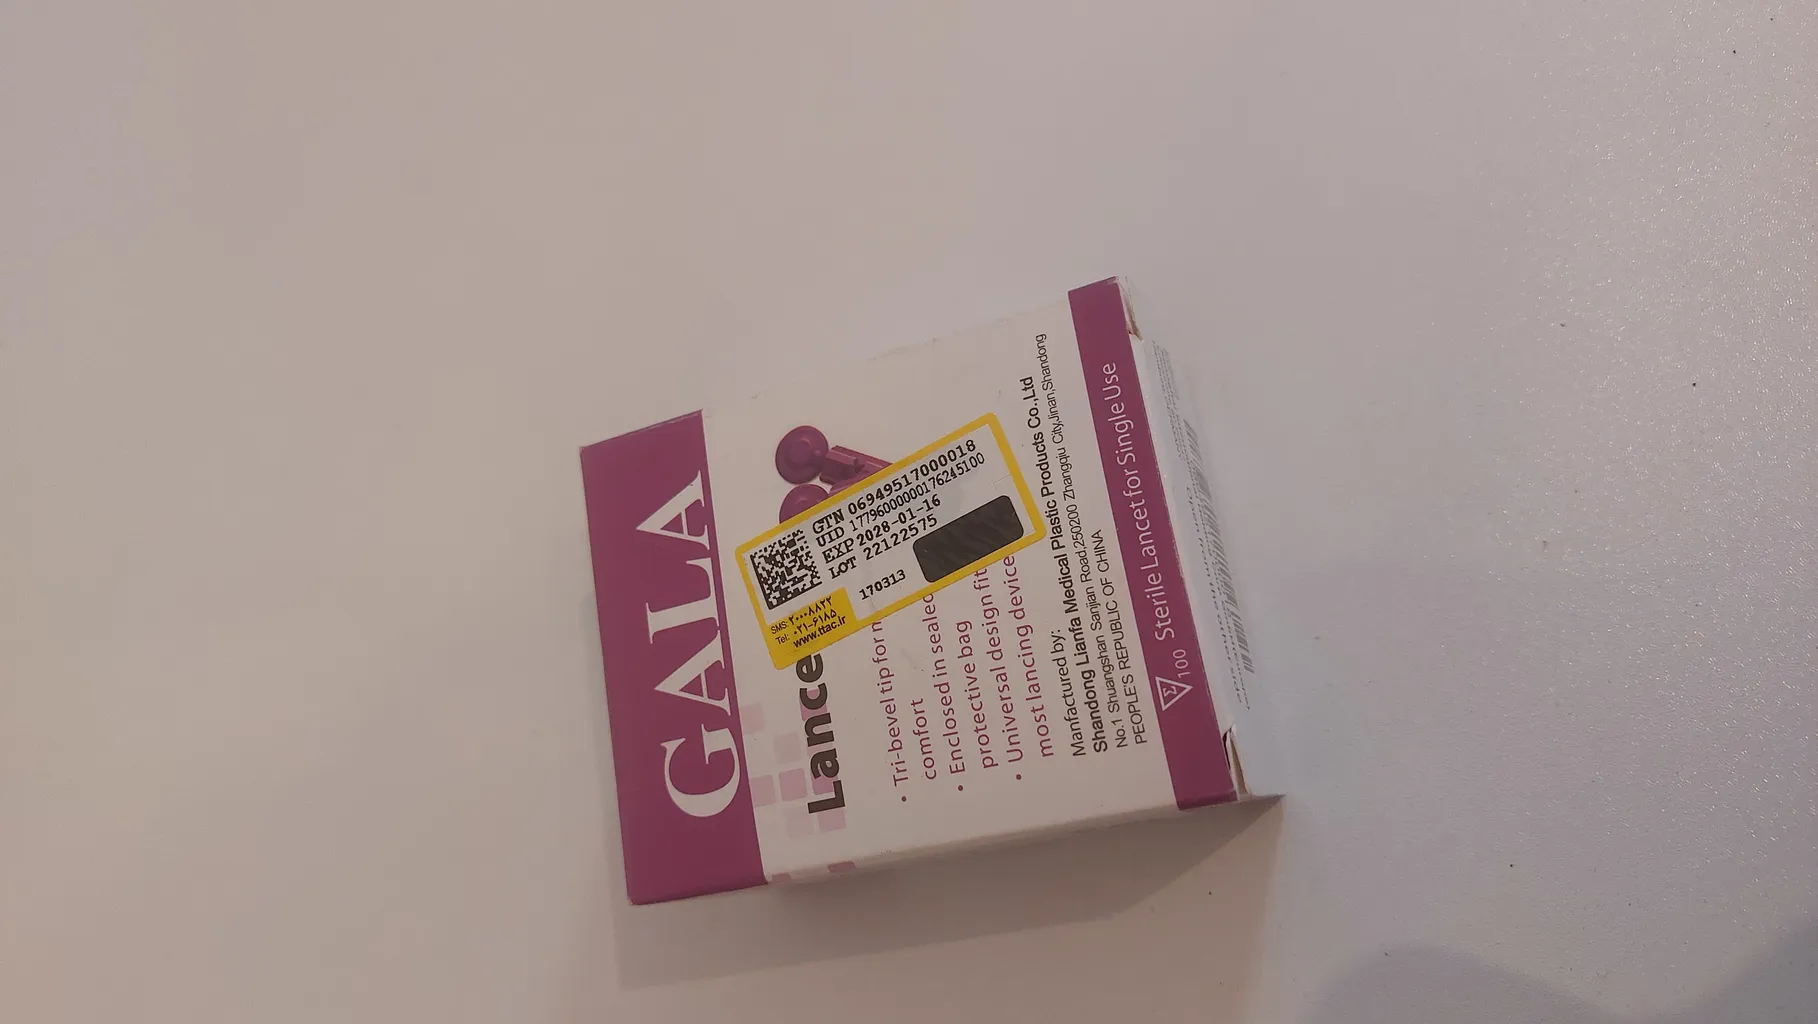 GALA
Lance
GTN 06949517000018
UID 17796000000176245100
EXP 2028-01-16
LOT 22122575
170313
SMS: ۲۰۰۰۸۸۲۲
Tel: ۰۲۱-۶۱۸۵
www.ttac.ir
• Tri-bevel tip for
comfort
• Enclosed in sealed
protective bag
• Universal design fit
most lancing device
Manfactured by:
Shandong Lianfa Medical Plastic Products Co.,Ltd
No.1 Shuangshan Sanjian Road,250200 Zhangqiu City,Jinan,Shandong
PEOPLE'S REPUBLIC OF CHINA
Σ 100 Sterile Lancet for Single Use